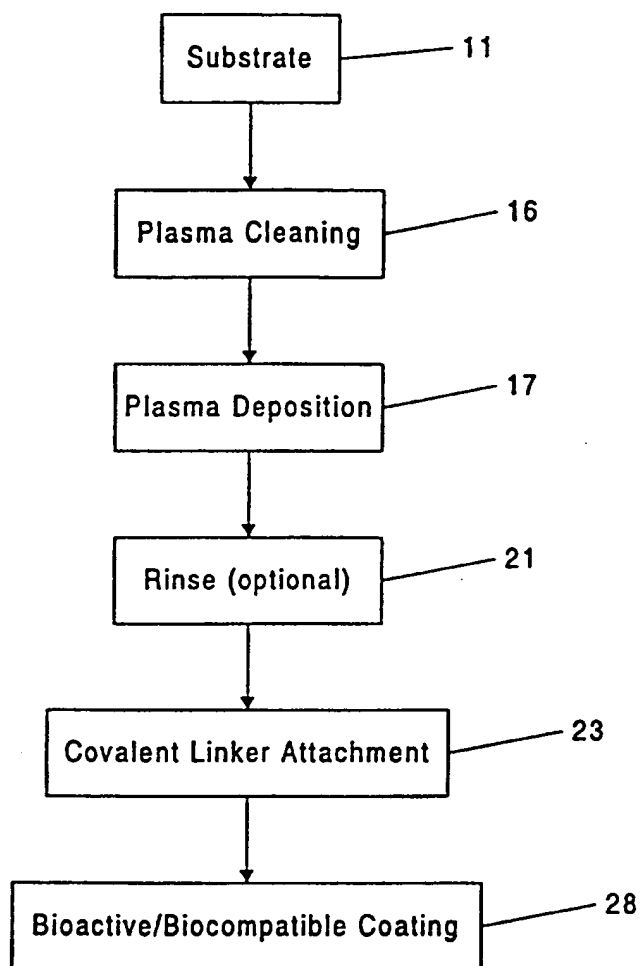 Substrate
11
Plasma Cleaning
16
Plasma Deposition
17
Rinse (optional)
21
Covalent Linker Attachment
23
Bioactive/Biocompatible Coating
28